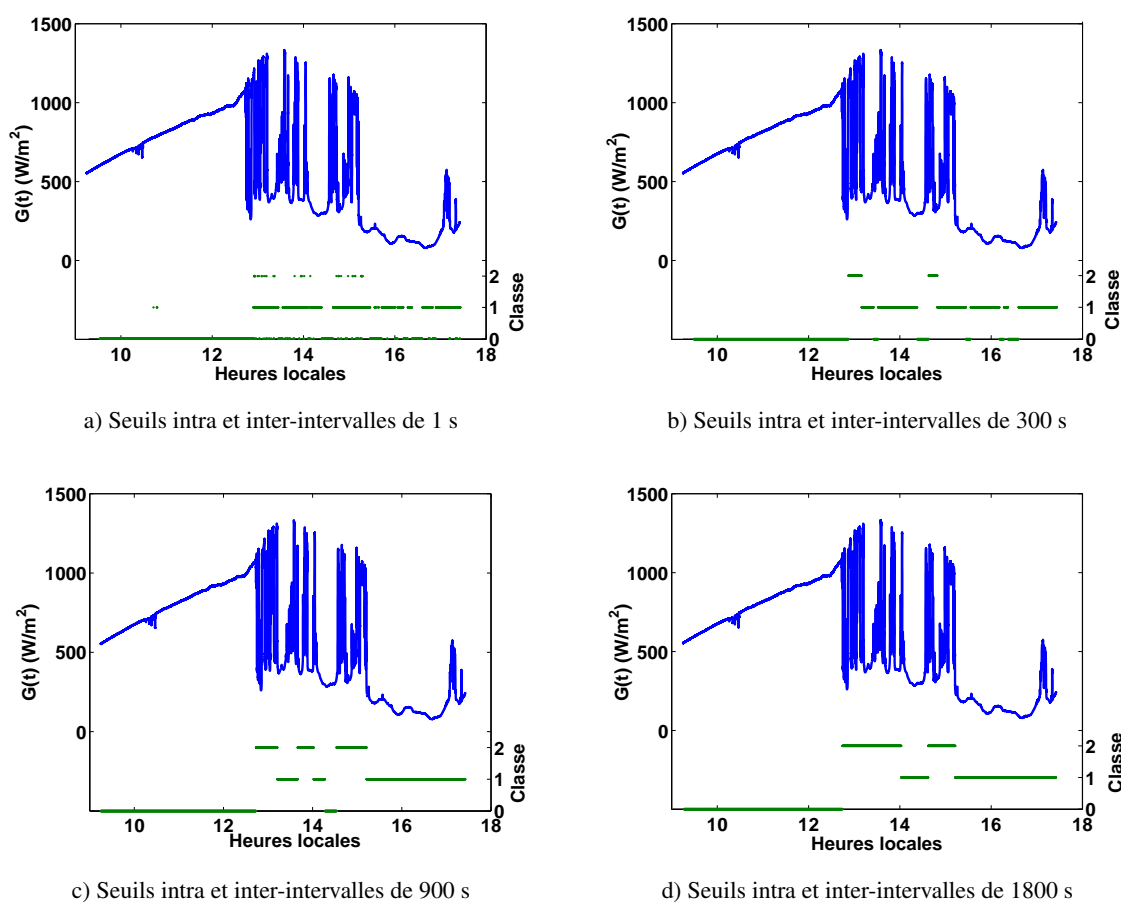 1500
1000
500
0
G(t) (W/m²)
2
1
0
Classe
10 12 14 16 18
Heures locales
a) Seuils intra et inter-intervalles de 1 s
1500
1000
500
0
G(t) (W/m²)
2
1
0
Classe
10 12 14 16 18
Heures locales
b) Seuils intra et inter-intervalles de 300 s
1500
1000
500
0
G(t) (W/m²)
2
1
0
Classe
10 12 14 16 18
Heures locales
c) Seuils intra et inter-intervalles de 900 s
1500
1000
500
0
G(t) (W/m²)
2
1
0
Classe
10 12 14 16 18
Heures locales
d) Seuils intra et inter-intervalles de 1800 s